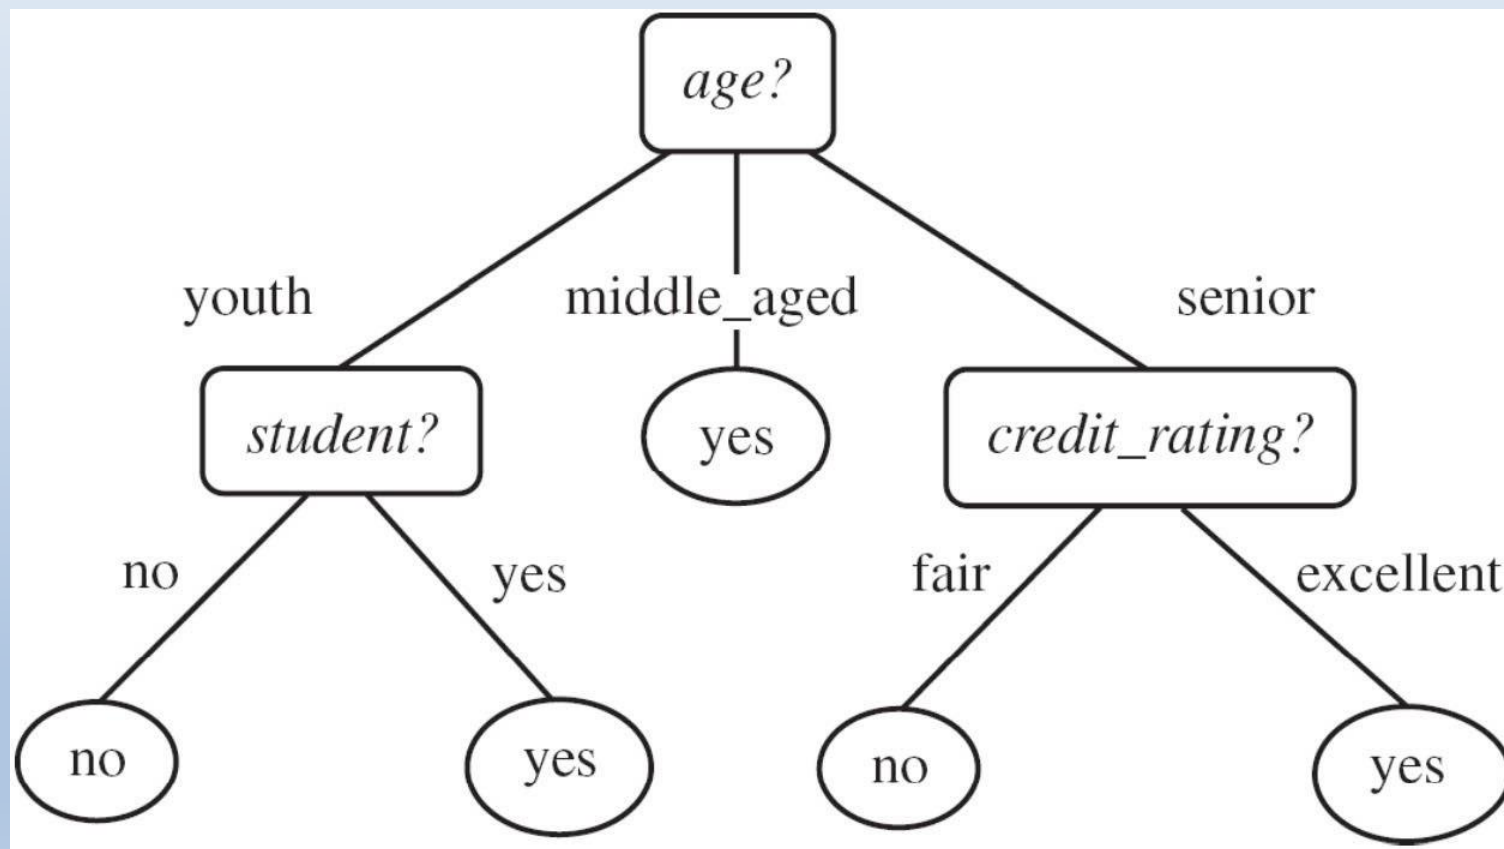 age?
youth
middle_aged
senior
student?
yes
credit_rating?
no
yes
fair
excellent
no
yes
no
yes